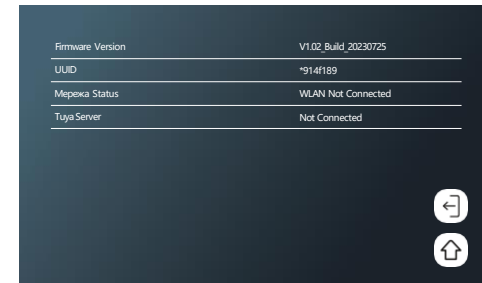 Firmware Version V1.02_Build_20230725
UUID *914f189
Мережа Status WLAN Not Connected
Tuya Server Not Connected